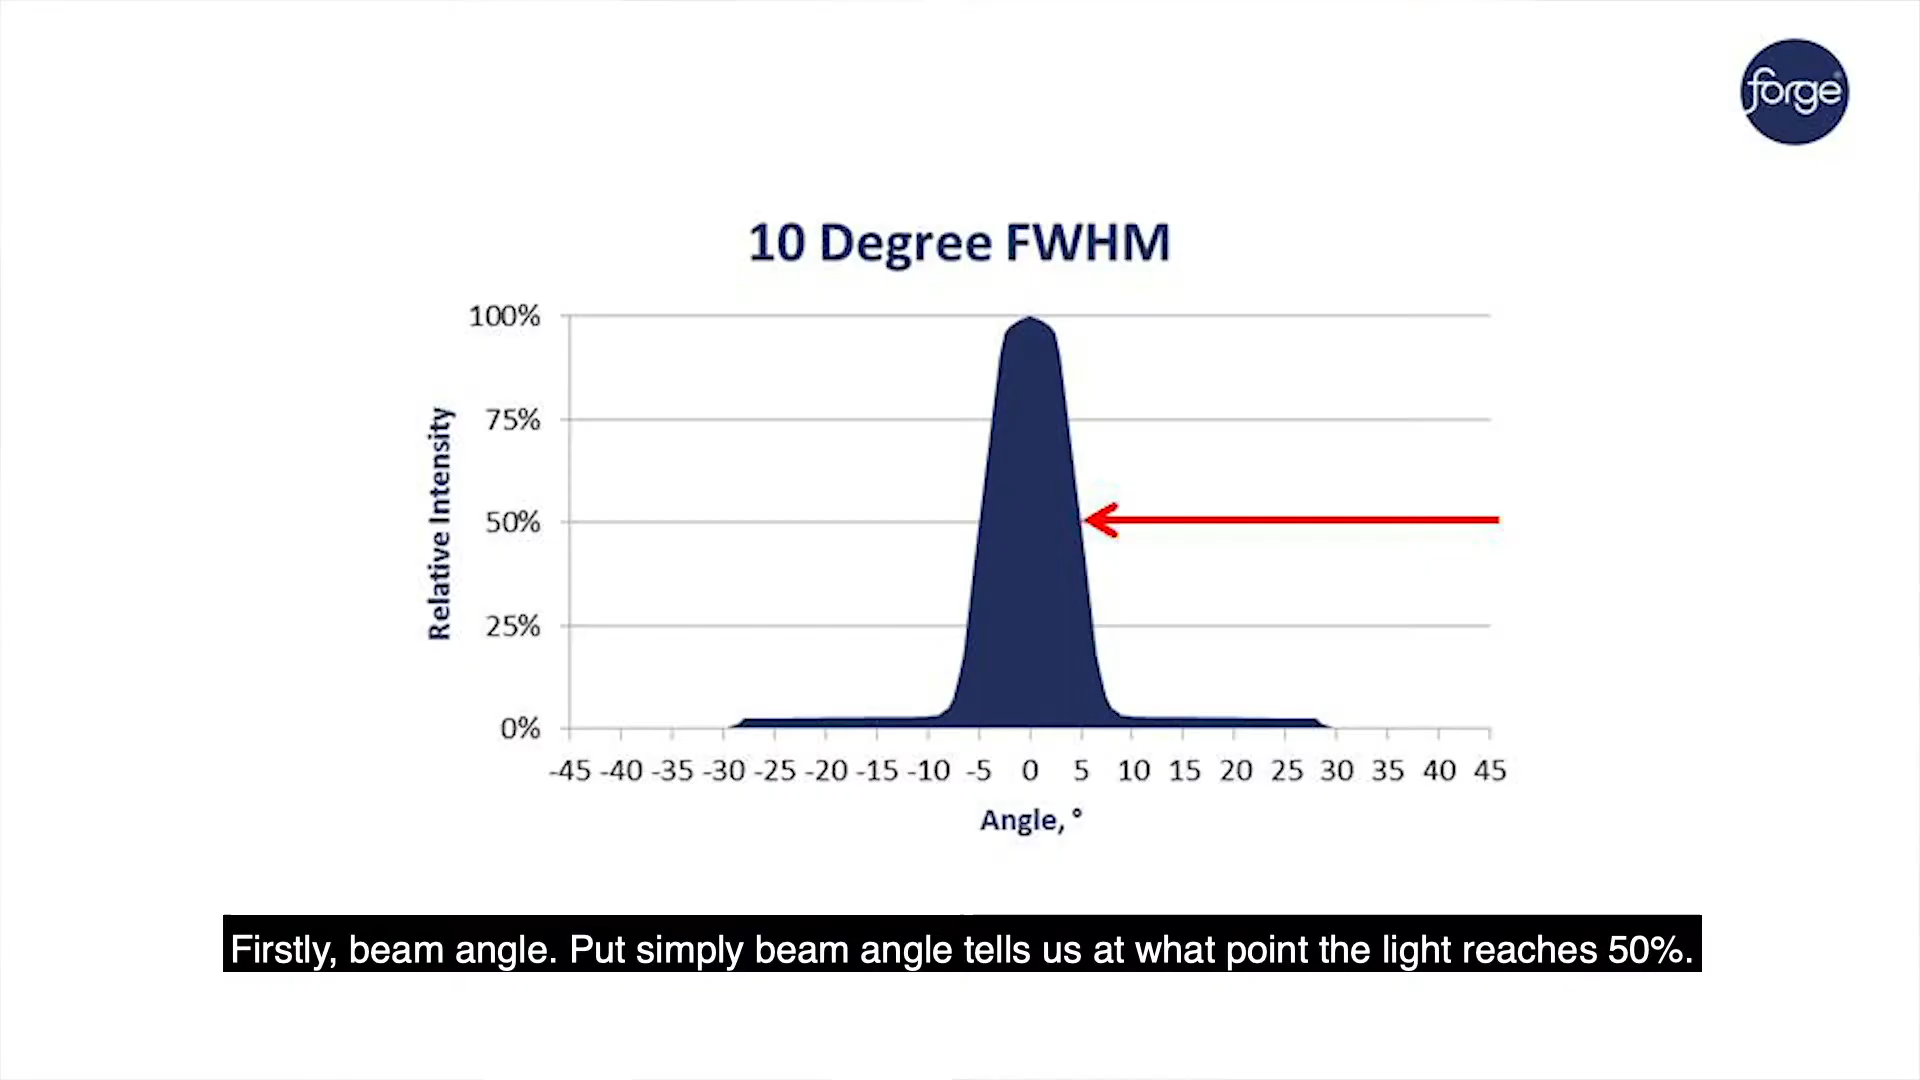 forge
10 Degree FWHM
100%
75%
50%
25%
0%
Relative Intensity
-45 -40 -35 -30 -25 -20 -15 -10 -5 0 5 10 15 20 25 30 35 40 45
Angle, °
Firstly, beam angle. Put simply beam angle tells us at what point the light reaches 50%.